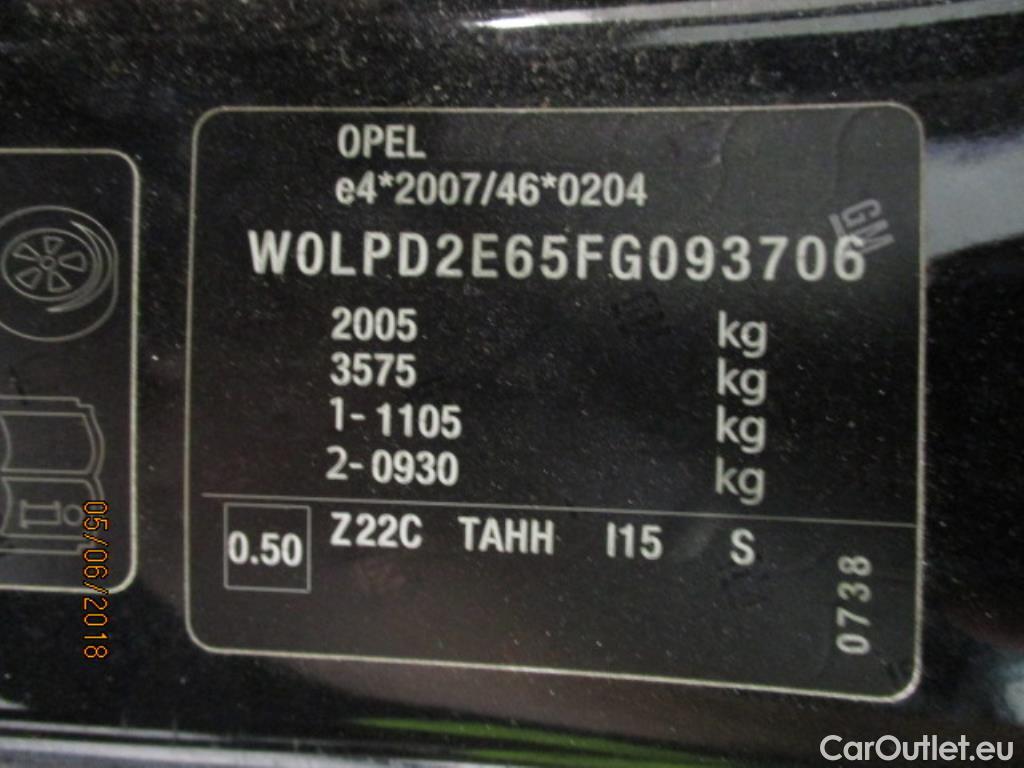 OPEL
e4*2007/46*0204
GM
W0LPD2E65FG093706
2005 kg
3575 kg
1-1105 kg
2-0930 kg
0.50 Z22C TAHH I15 S
0738
i
05/06/2018
CarOutlet.eu